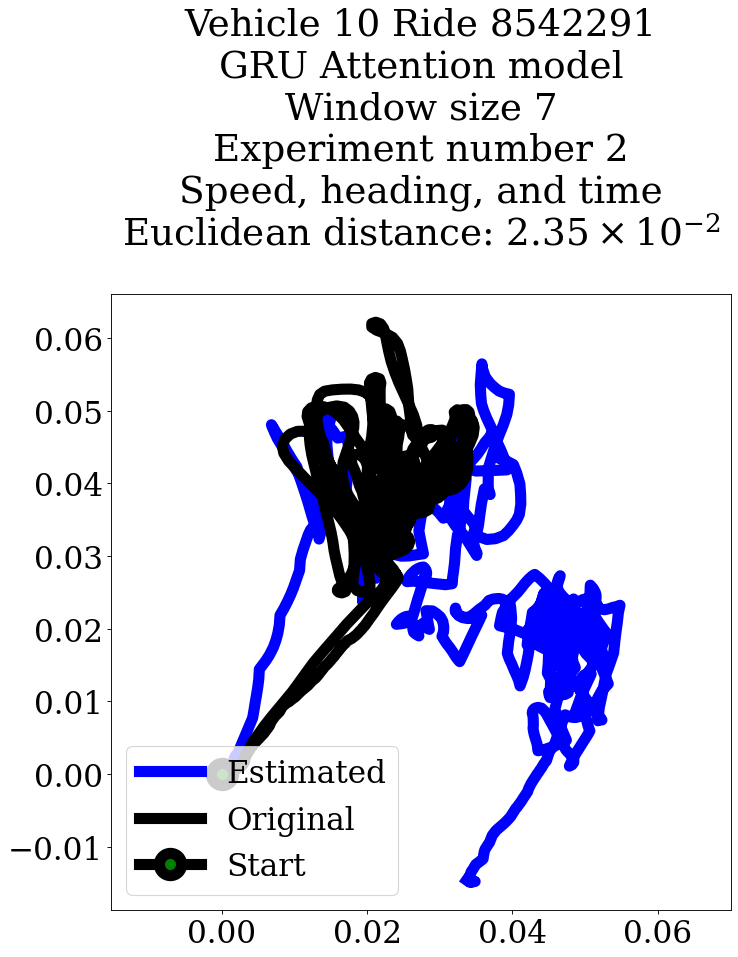 Vehicle 10 Ride 8542291
GRU Attention model
Window size 7
Experiment number 2
Speed, heading, and time
Euclidean distance: 2.35 × 10⁻²
0.06
0.05
0.04
0.03
0.02
0.01
0.00
−0.01
Estimated
Original
Start
0.00 0.02 0.04 0.06